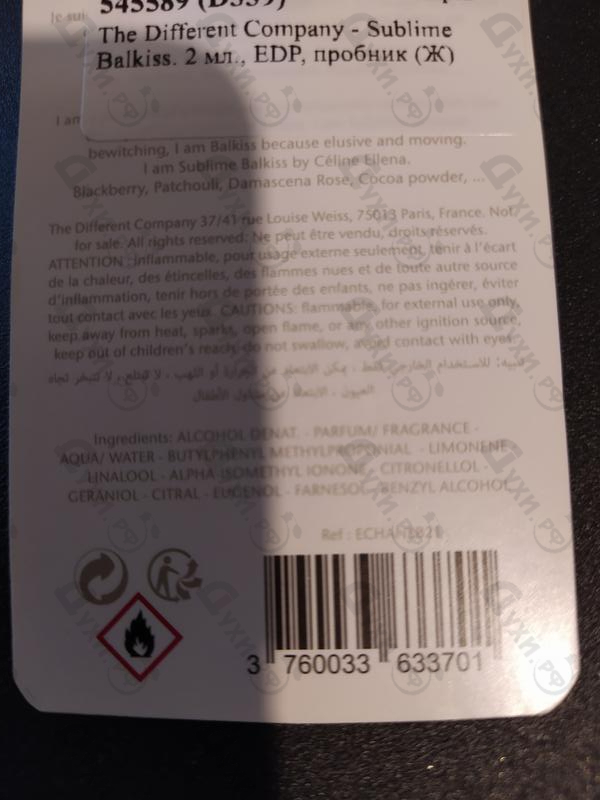 Je sui
545589 (D339)
The Different Company - Sublime
Balkiss. 2 мл., EDP, пробник (Ж)
I am
bewitching, I am Balkiss because elusive and moving.
I am Sublime Balkiss by Céline Ellena.
Blackberry, Patchouli, Damascena Rose, Cocoa powder, ...
The Different Company 37/41 rue Louise Weiss, 75013 Paris, France. Not
for sale. All rights reserved. Ne peut être vendu, droits réservés.
ATTENTION : inflammable, pour usage externe seulement, tenir à l'écart
de la chaleur, des étincelles, des flammes nues et de toute autre source
d'inflammation, tenir hors de portée des enfants, ne pas ingérer, éviter
tout contact avec les yeux. CAUTIONS: flammable, for external use only,
keep away from heat, spark, open flame, or any other ignition source,
keep out of children's reach, do not swallow, avoid contact with eyes.
Ingredients: ALCOHOL DENAT. - PARFUM/ FRAGRANCE -
AQUA/ WATER - BUTYLPHENYL METHYLPROPIONAL - LIMONENE -
LINALOOL - ALPHA-ISOMETHYL IONONE - CITRONELLOL -
GERANIOL - CITRAL - EUGENOL - FARNESOL - BENZYL ALCOHOL
Ref : ECHAN
3 760033 633701
Духи.рф